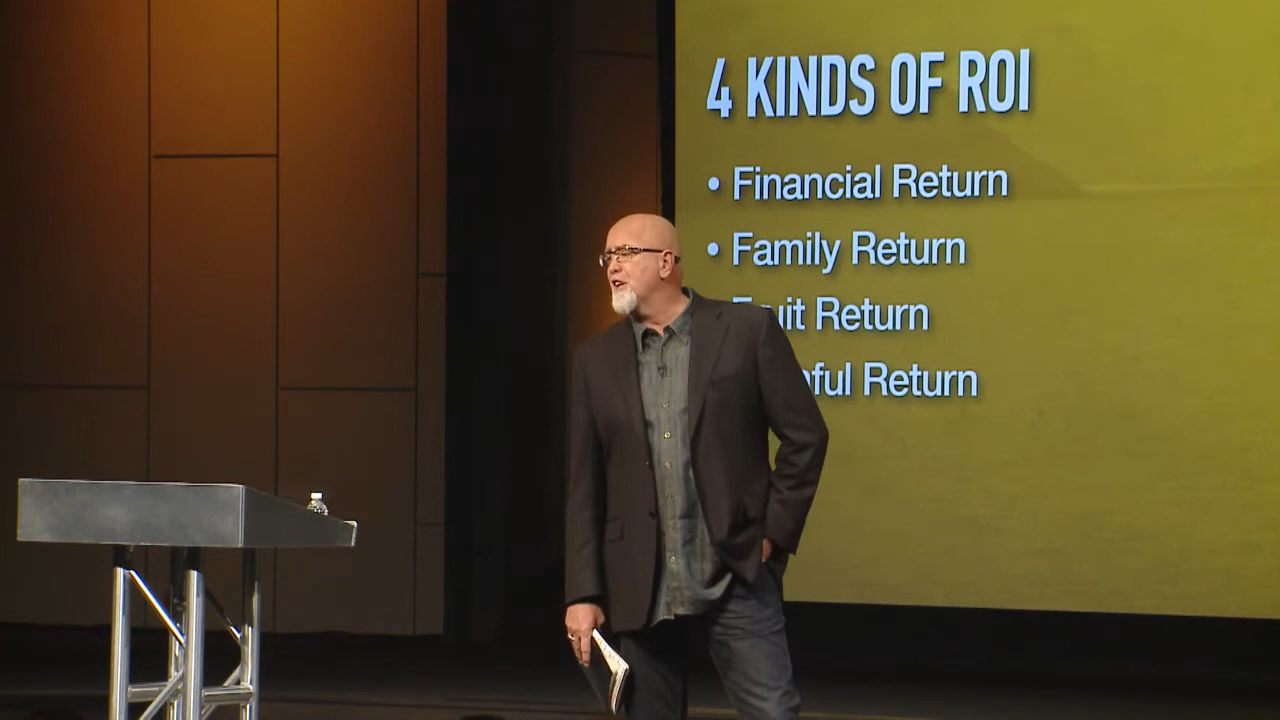 4 KINDS OF ROI
• Financial Return
• Family Return
Return
Return